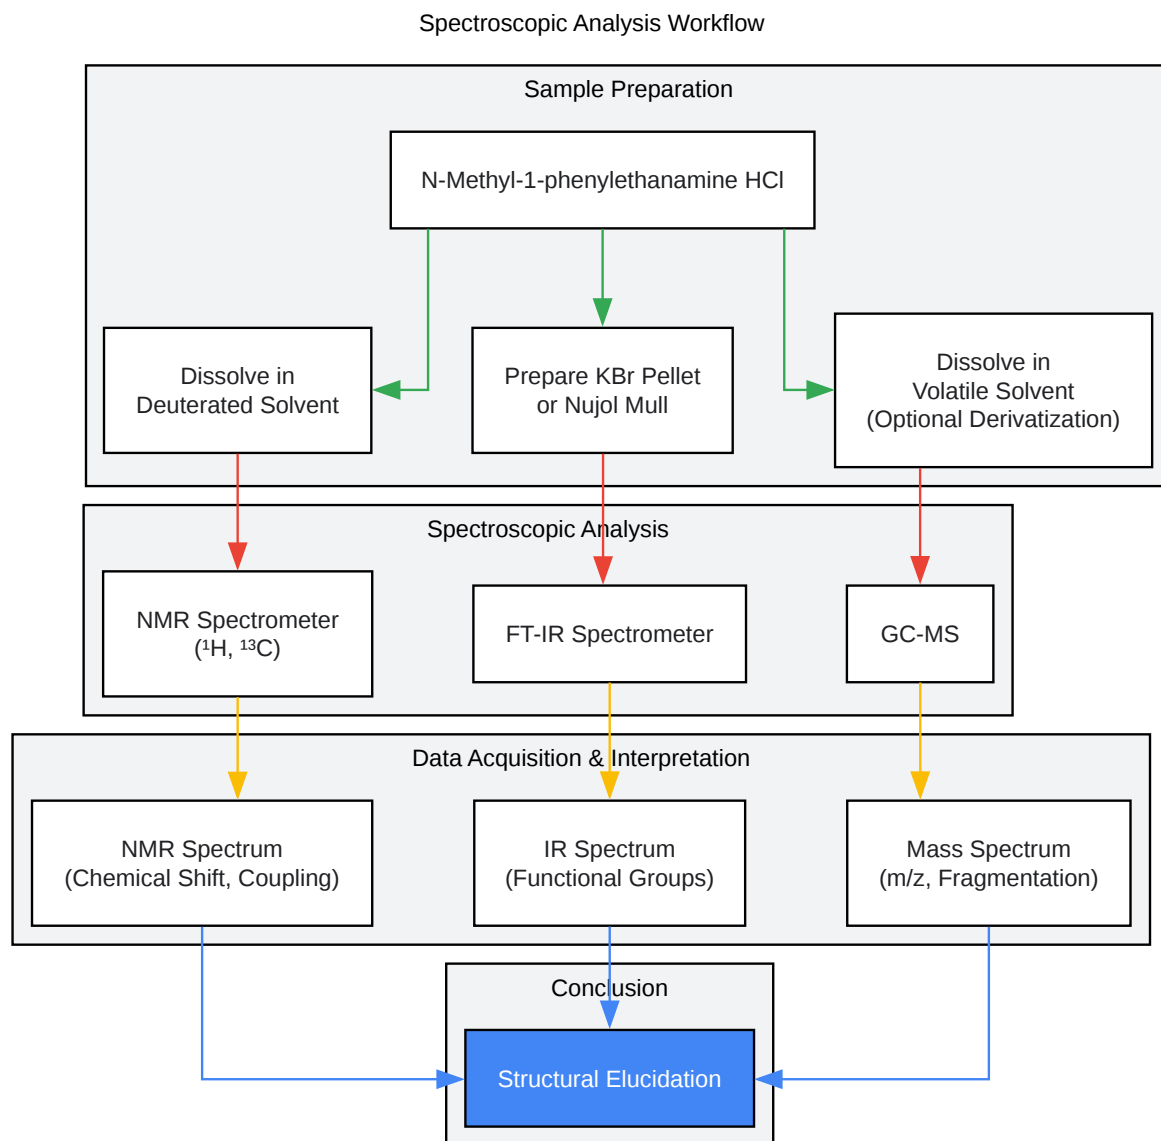 Spectroscopic Analysis Workflow
Sample Preparation
N-Methyl-1-phenylethanamine HCl
Dissolve in
Deuterated Solvent
Prepare KBr Pellet
or Nujol Mull
Dissolve in
Volatile Solvent
(Optional Derivatization)
Spectroscopic Analysis
NMR Spectrometer
(¹H, ¹³C)
FT-IR Spectrometer
GC-MS
Data Acquisition & Interpretation
NMR Spectrum
(Chemical Shift, Coupling)
IR Spectrum
(Functional Groups)
Mass Spectrum
(m/z, Fragmentation)
Conclusion
Structural Elucidation